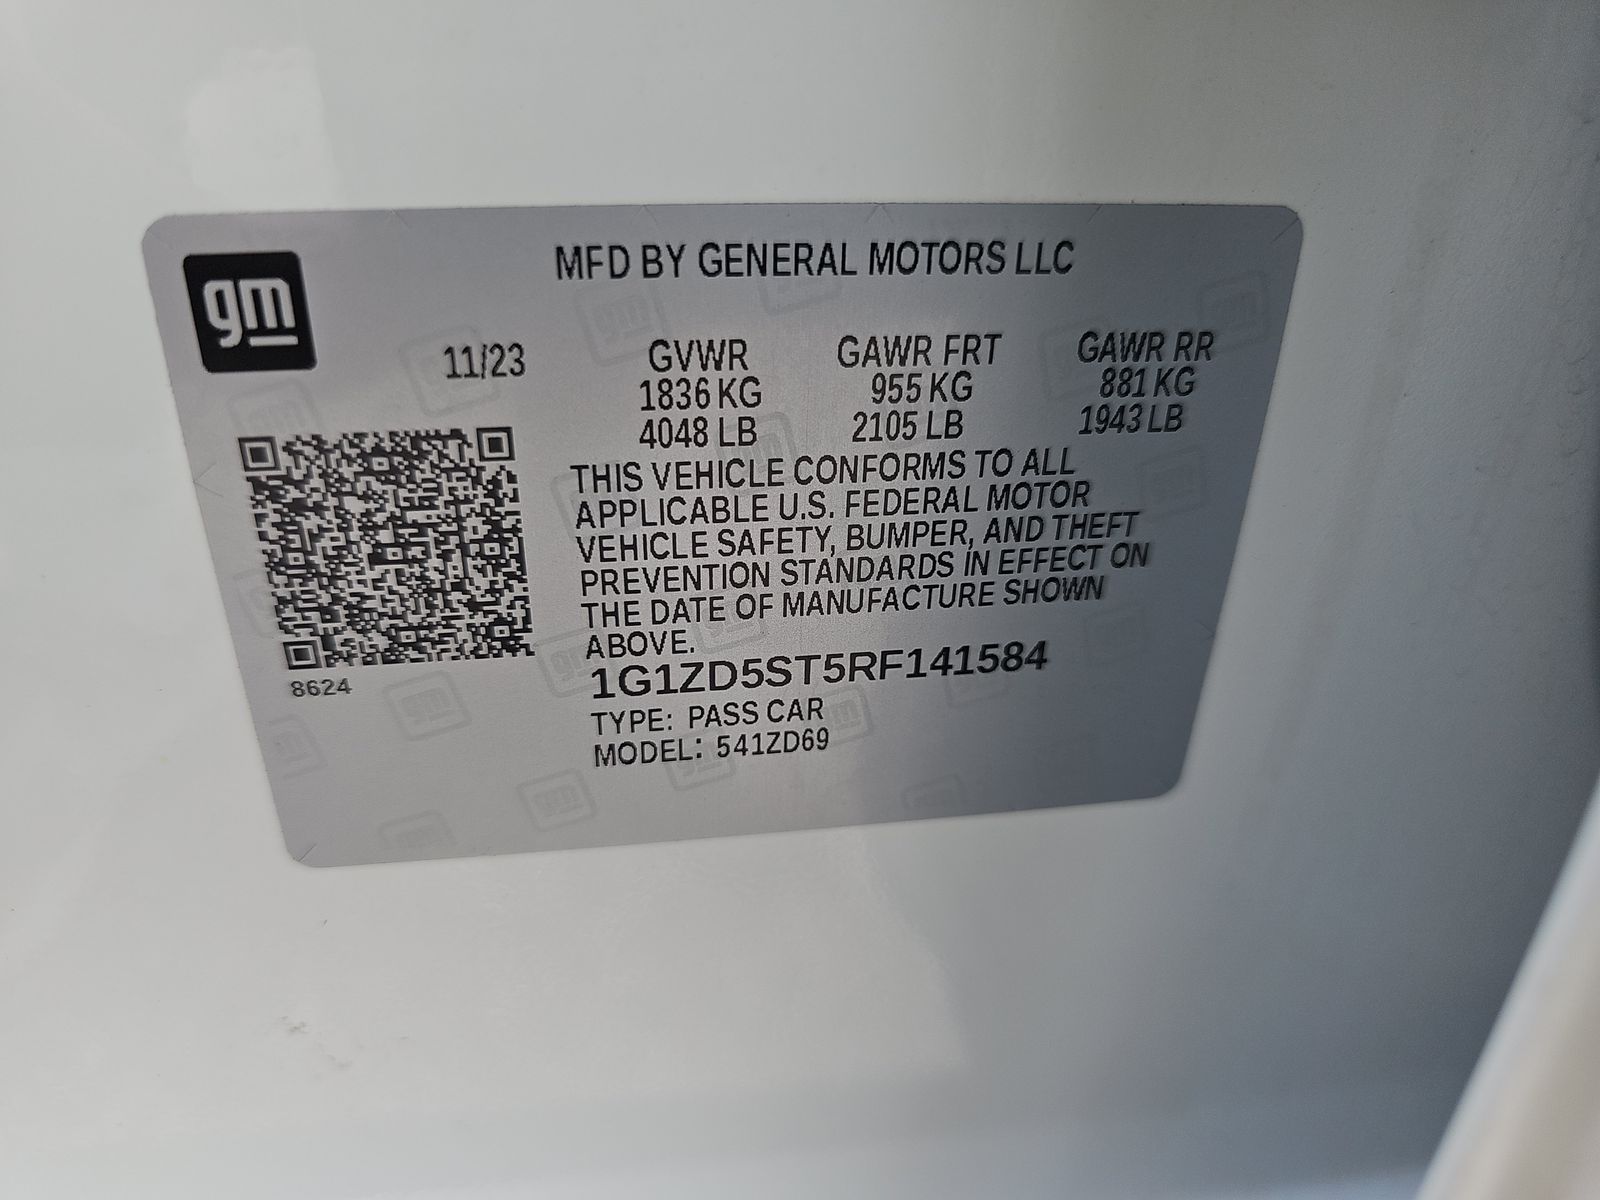 gm
MFD BY GENERAL MOTORS LLC
11/23 GVWR GAWR FRT GAWR RR
1836 KG 955 KG 881 KG
4048 LB 2105 LB 1943 LB
THIS VEHICLE CONFORMS TO ALL
APPLICABLE U.S. FEDERAL MOTOR
VEHICLE SAFETY, BUMPER, AND THEFT
PREVENTION STANDARDS IN EFFECT ON
THE DATE OF MANUFACTURE SHOWN
ABOVE.
8624
1G1ZD5ST5RF141584
TYPE: PASS CAR
MODEL: 541ZD69